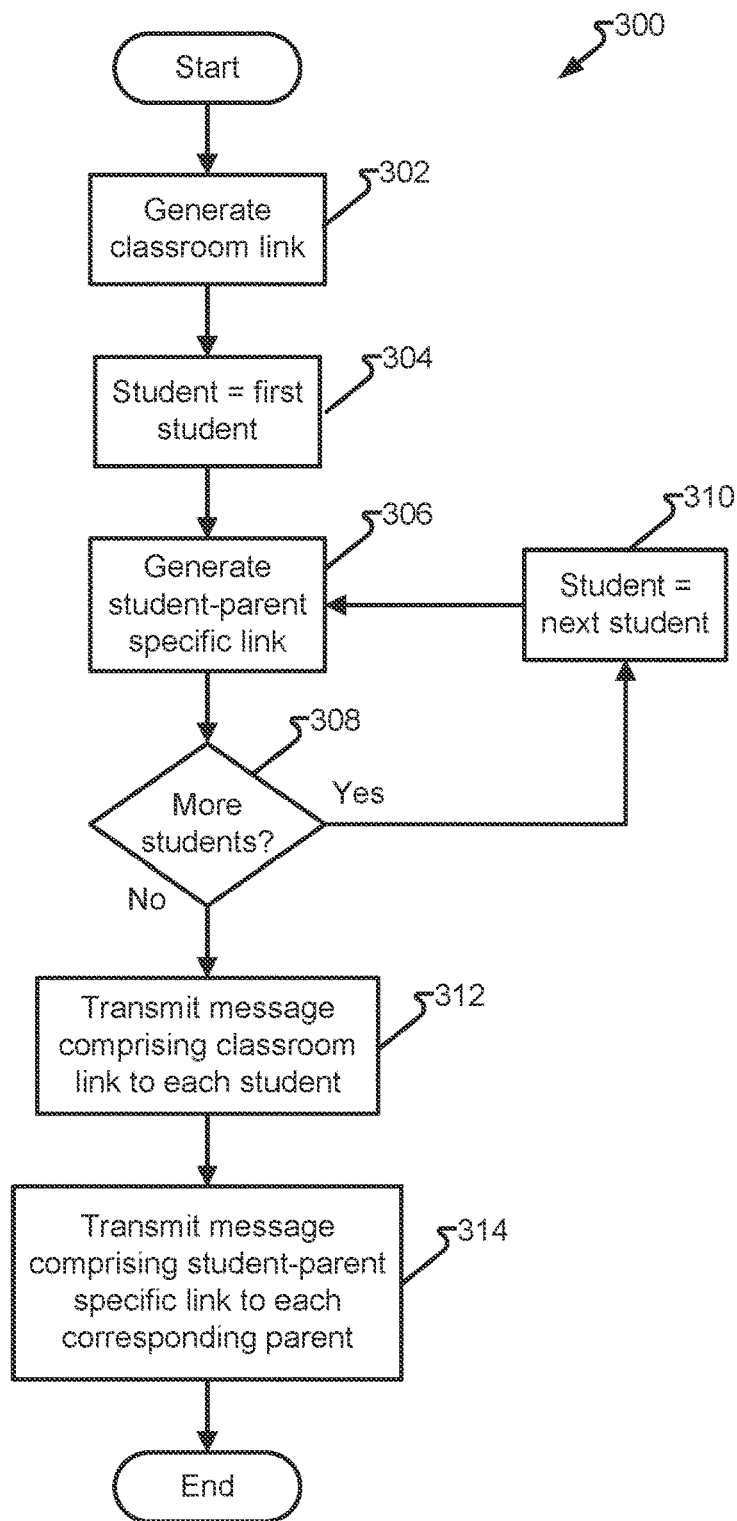 300
Start
302
Generate
classroom link
304
Student = first
student
306
Generate
student-parent
specific link
310
Student =
next student
308
More
students?
Yes
No
312
Transmit message
comprising classroom
link to each student
314
Transmit message
comprising student-parent
specific link to each
corresponding parent
End